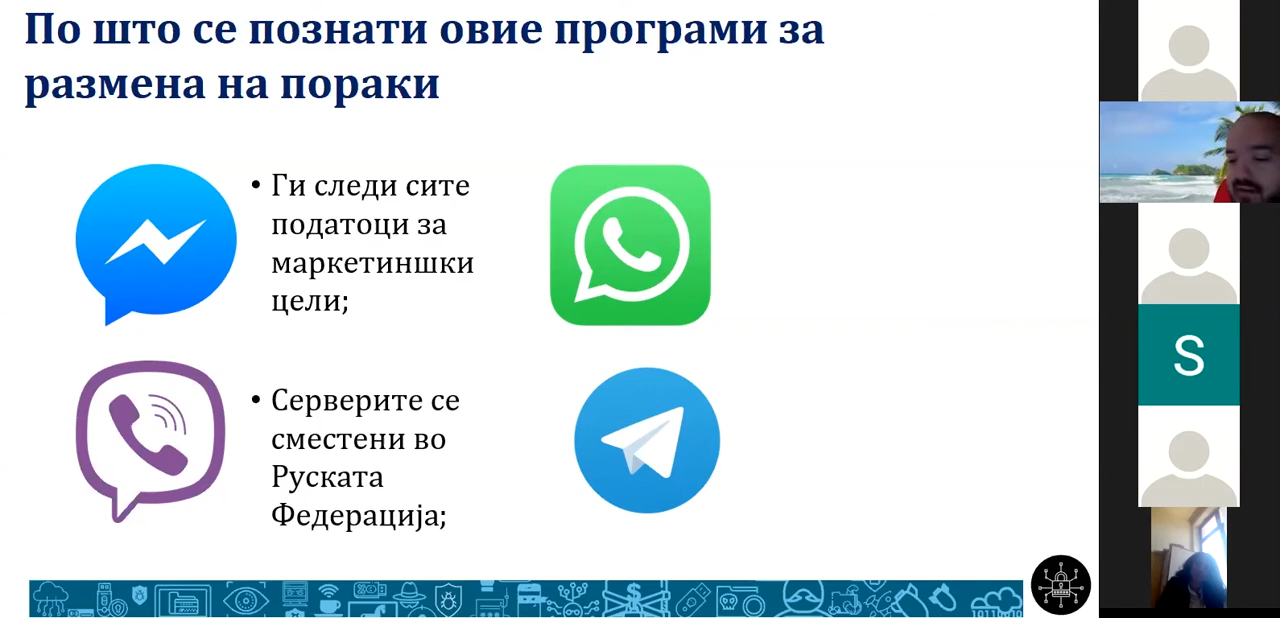 По што се познати овие програми за
размена на пораки
• Ги следи сите
податоци за
маркетиншки
цели;
• Серверите се
сместени во
Руската
Федерација;
S